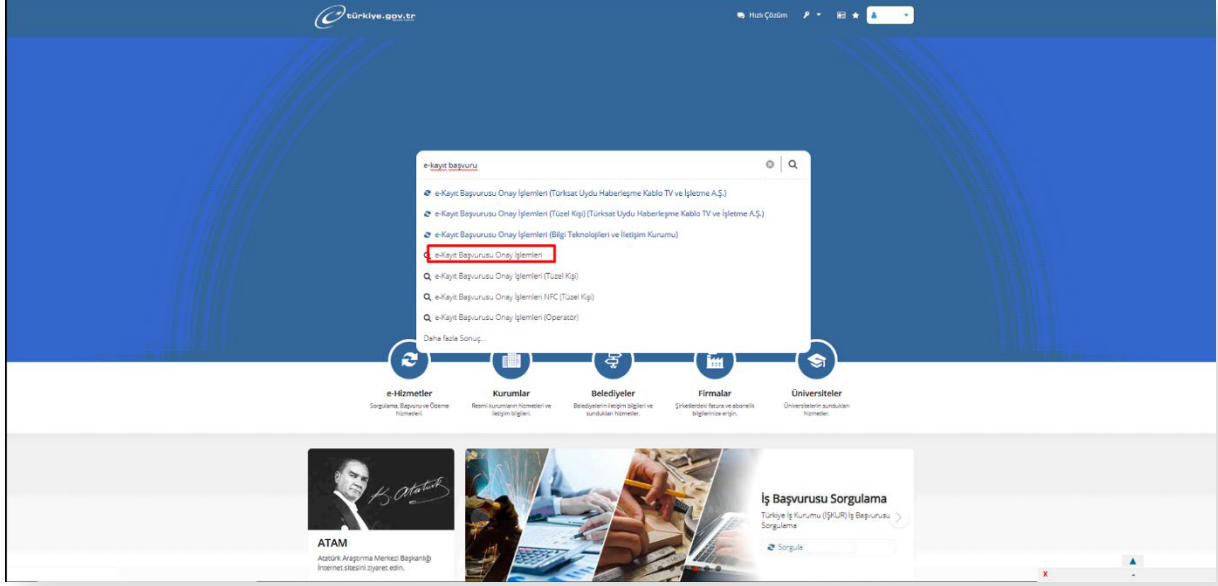 türkiye.gov.tr
Hızlı Çözüm
e-kayıt başvuru
e-Kayıt Başvurusu Onay İşlemleri (Türksat Uydu Haberleşme Kablo TV ve İşletme A.Ş.)
e-Kayıt Başvurusu Onay İşlemleri (Tüzel Kişi) (Türksat Uydu Haberleşme Kablo TV ve İşletme A.Ş.)
e-Kayıt Başvurusu Onay İşlemleri (Bilgi Teknolojileri ve İletişim Kurumu)
e-Kayıt Başvurusu Onay İşlemleri
e-Kayıt Başvurusu Onay İşlemleri (Tüzel Kişi)
e-Kayıt Başvurusu Onay İşlemleri NFC (Tüzel Kişi)
e-Kayıt Başvurusu Onay İşlemleri (Operatör)
Daha fazla Sonuç...
e-Hizmetler
Sorgulama, Başvuru ve Ödeme
hizmetleri.
Kurumlar
Resmi kurumların hizmetleri ve
iletişim bilgileri.
Belediyeler
Belediyelerin iletişim bilgileri ve
sundukları hizmetler.
Firmalar
Şirketlerdeki fatura ve abonelik
bilgilerinize erişin.
Üniversiteler
Üniversitelerin sundukları
hizmetler.
K. Atatürk
ATAM
Atatürk Araştırma Merkezi Başkanlığı
İnternet sitesini ziyaret edin.
İş Başvurusu Sorgulama
Türkiye İş Kurumu (İŞKUR) İş Başvurusu
Sorgulama
Sorgula
X